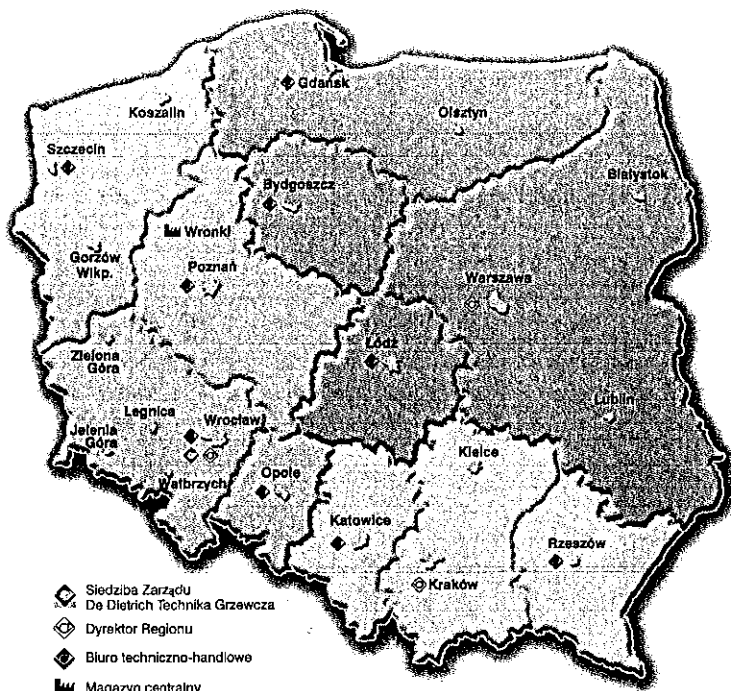 Gdańsk
Koszalin
Olsztyn
Szczecin
Bydgoszcz
Białystok
Wronki
Gorzów
Wlkp.
Poznań
Warszawa
Łódź
Zielona
Góra
Legnica
Wrocław
Lublin
Jelenia
Góra
Kielce
Wałbrzych
Opole
Katowice
Rzeszów
Kraków
Siedziba Zarządu
De Dietrich Technika Grzewcza
Dyrektor Regionu
Biuro techniczno-handlowe
Magazyn centralny